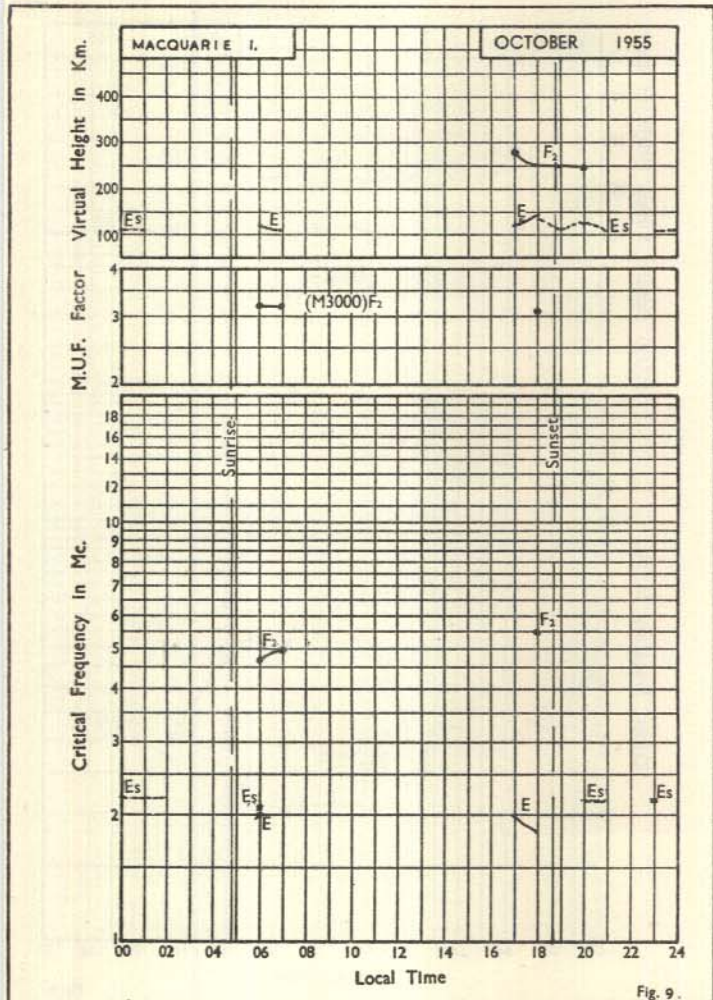 MACQUARIE I.
OCTOBER 1955
Virtual Height in Km.
400
300
200
100
Es
E
F2
E
Es
M.U.F. Factor
4
3
2
(M3000)F2
Critical Frequency in Mc.
18
16
14
12
10
9
8
7
6
5
4
3
2
1
Sunrise
Sunset
F2
F2
Es
Es
E
E
Es
Es
00 02 04 06 08 10 12 14 16 18 20 22 24
Local Time
Fig. 9.